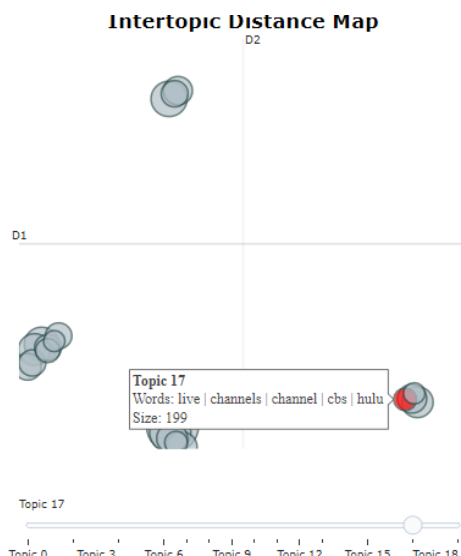 Intertopic Distance Map
D2
D1
Topic 17
Words: live | channels | channel | cbs | hulu
Size: 199
Topic 17
Topic 0 Topic 3 Topic 6 Topic 9 Topic 12 Topic 15 Topic 18